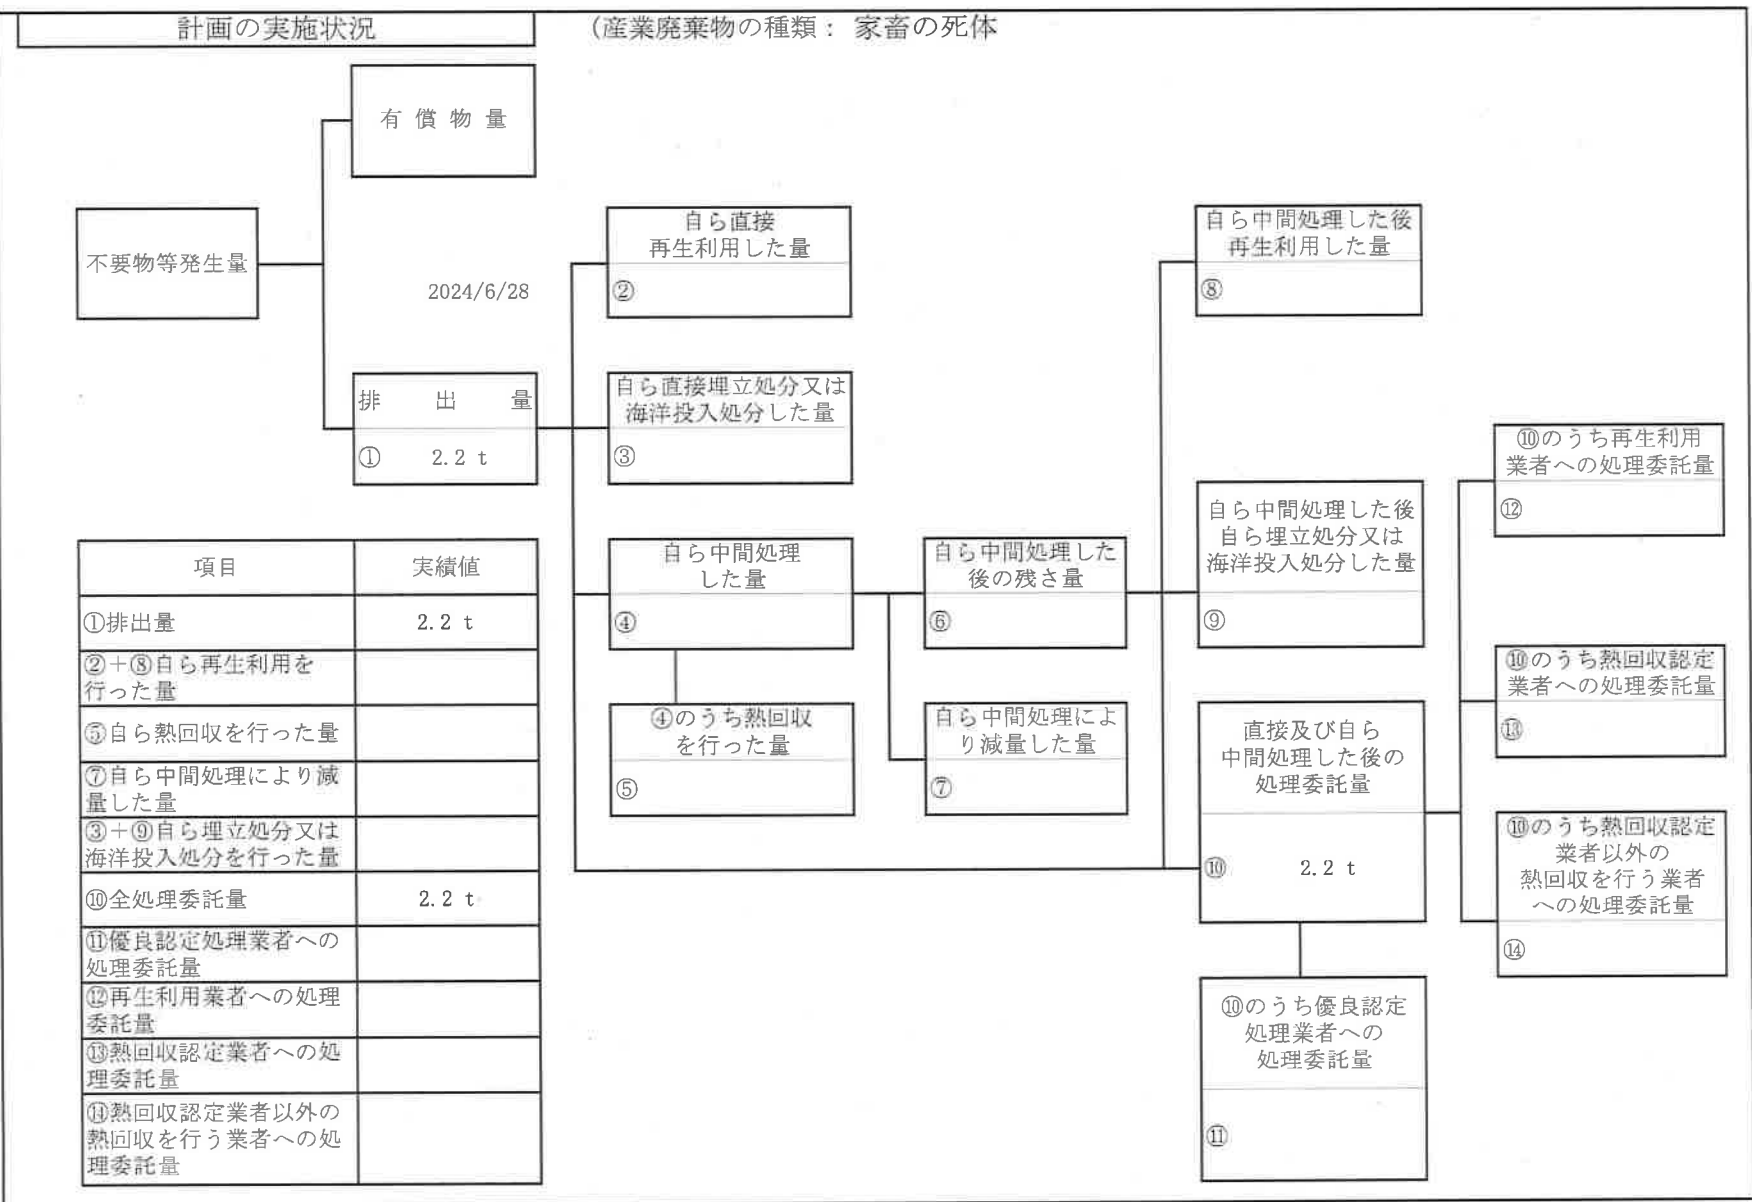 計画の実施状況
(産業廃棄物の種類： 家畜の死体
有 償 物 量
不要物等発生量
2024/6/28
排 出 量
① 2.2 t
自ら直接
再生利用した量
②
自ら直接埋立処分又は
海洋投入処分した量
③
自ら中間処理
した量
④
④のうち熱回収
を行った量
⑤
自ら中間処理した
後の残さ量
⑥
自ら中間処理によ
り減量した量
⑦
自ら中間処理した後
再生利用した量
⑧
自ら中間処理した後
自ら埋立処分又は
海洋投入処分した量
⑨
直接及び自ら
中間処理した後の
処理委託量
⑩ 2.2 t
⑩のうち優良認定
処理業者への
処理委託量
⑪
⑩のうち再生利用
業者への処理委託量
⑫
⑩のうち熱回収認定
業者への処理委託量
⑬
⑩のうち熱回収認定
業者以外の
熱回収を行う業者
への処理委託量
⑭
項目 実績値
①排出量 2.2 t
②＋⑧自ら再生利用を
行った量
⑤自ら熱回収を行った量
⑦自ら中間処理により減
量した量
③＋⑨自ら埋立処分又は
海洋投入処分を行った量
⑩全処理委託量 2.2 t
⑪優良認定処理業者への
処理委託量
⑫再生利用業者への処理
委託量
⑬熱回収認定業者への処
理委託量
⑭熱回収認定業者以外の
熱回収を行う業者への処
理委託量